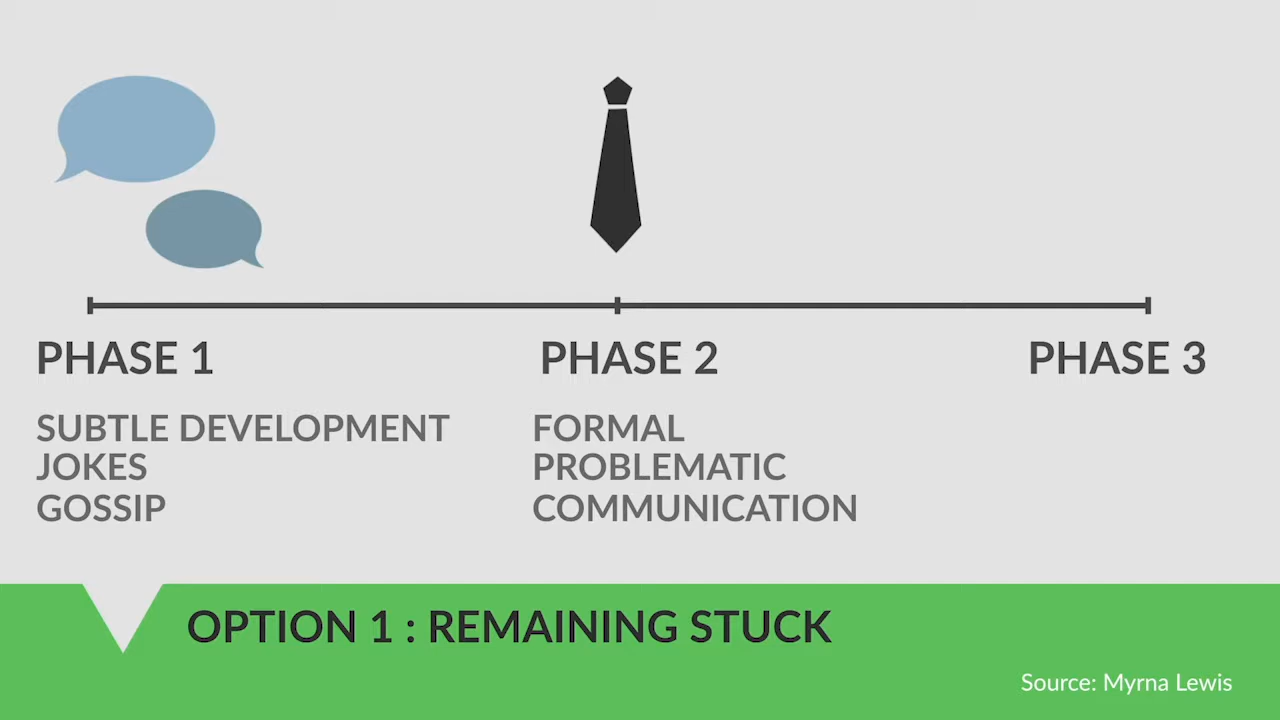 PHASE 1
PHASE 2
PHASE 3
SUBTLE DEVELOPMENT
JOKES
GOSSIP
FORMAL
PROBLEMATIC
COMMUNICATION
OPTION 1 : REMAINING STUCK
Source: Myrna Lewis